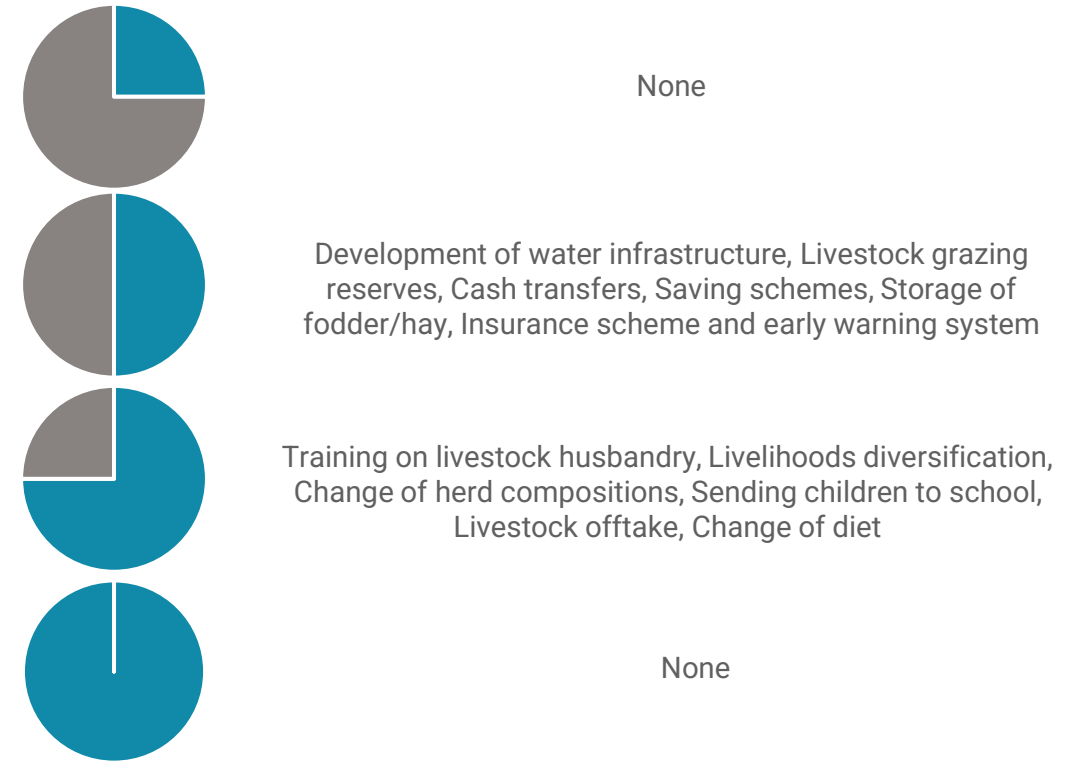 None
Development of water infrastructure, Livestock grazing
reserves, Cash transfers, Saving schemes, Storage of
fodder/hay, Insurance scheme and early warning system
Training on livestock husbandry, Livelihoods diversification,
Change of herd compositions, Sending children to school,
Livestock offtake, Change of diet
None